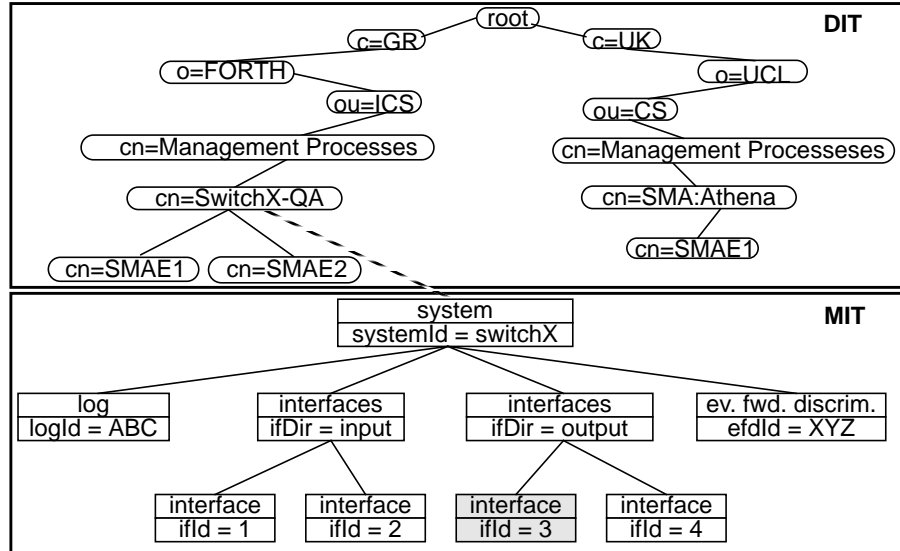 root
DIT
c=GR
c=UK
o=FORTH
o=UCL
ou=ICS
ou=CS
cn=Management Processes
cn=Management Processeses
cn=SwitchX-QA
cn=SMA:Athena
cn=SMAE1
cn=SMAE2
cn=SMAE1
MIT
system
systemId = switchX
log
logId = ABC
interfaces
ifDir = input
interfaces
ifDir = output
ev. fwd. discrim.
efdId = XYZ
interface
ifId = 1
interface
ifId = 2
interface
ifId = 3
interface
ifId = 4